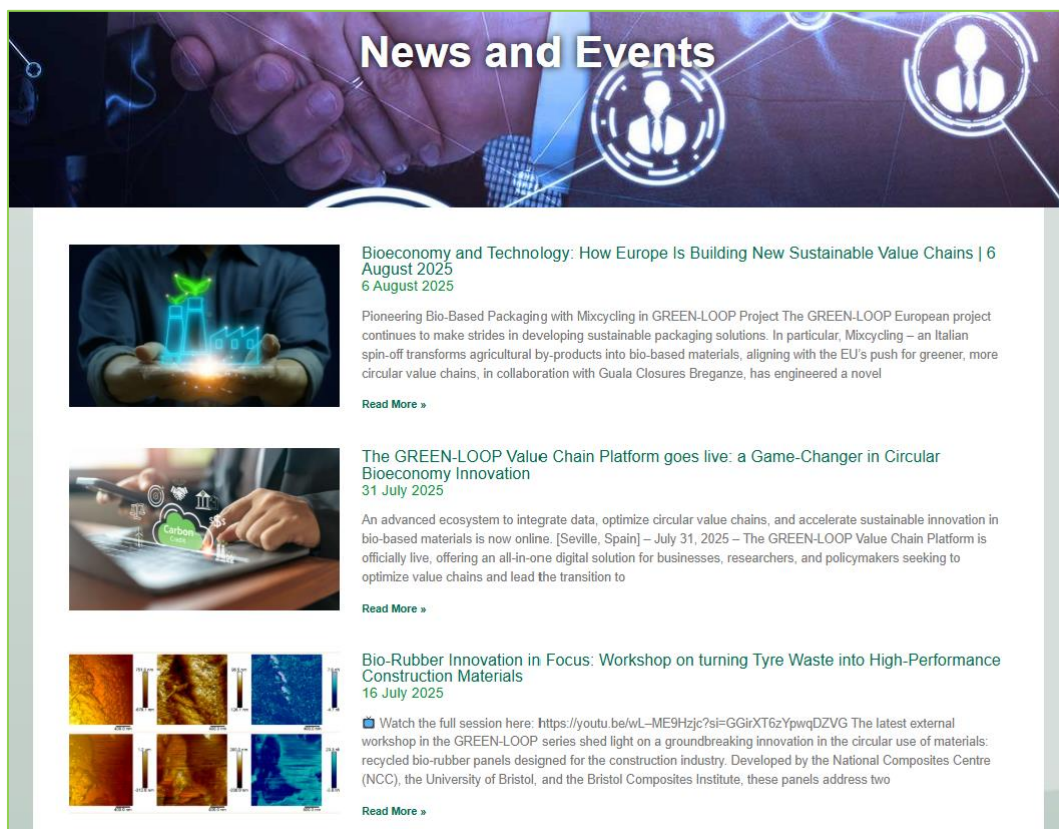 News and Events
Bioeconomy and Technology: How Europe Is Building New Sustainable Value Chains | 6
August 2025
6 August 2025
Pioneering Bio-Based Packaging with Mixcycling in GREEN-LOOP Project The GREEN-LOOP European project
continues to make strides in developing sustainable packaging solutions. In particular, Mixcycling – an Italian
spin-off transforms agricultural by-products into bio-based materials, aligning with the EU's push for greener, more
circular value chains, in collaboration with Guala Closures Breganze, has engineered a novel
Read More »
Carbon
The GREEN-LOOP Value Chain Platform goes live: a Game-Changer in Circular
Bioeconomy Innovation
31 July 2025
An advanced ecosystem to integrate data, optimize circular value chains, and accelerate sustainable innovation in
bio-based materials is now online. [Seville, Spain] – July 31, 2025 – The GREEN-LOOP Value Chain Platform is
officially live, offering an all-in-one digital solution for businesses, researchers, and policymakers seeking to
optimize value chains and lead the transition to
Read More »
Bio-Rubber Innovation in Focus: Workshop on turning Tyre Waste into High-Performance
Construction Materials
16 July 2025
Watch the full session here: https://youtu.be/wL–ME9Hzjc?si=GGirXT6zYpwqDZVG The latest external
workshop in the GREEN-LOOP series shed light on a groundbreaking innovation in the circular use of materials:
recycled bio-rubber panels designed for the construction industry. Developed by the National Composites Centre
(NCC), the University of Bristol, and the Bristol Composites Institute, these panels address two
Read More »